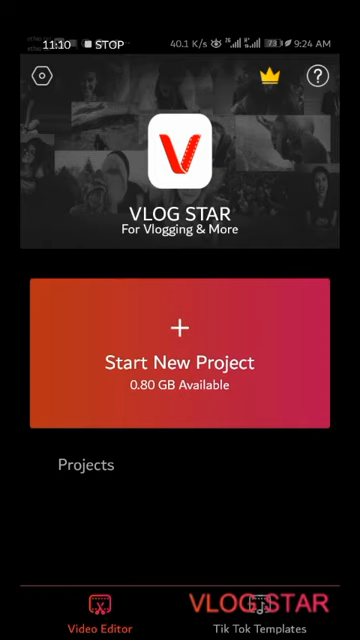 11:10 STOP 40.1 K/s 73 9:24 AM
V
VLOG STAR
For Vlogging & More
+
Start New Project
0.80 GB Available
Projects
VLOG STAR
Video Editor
Tik Tok Templates